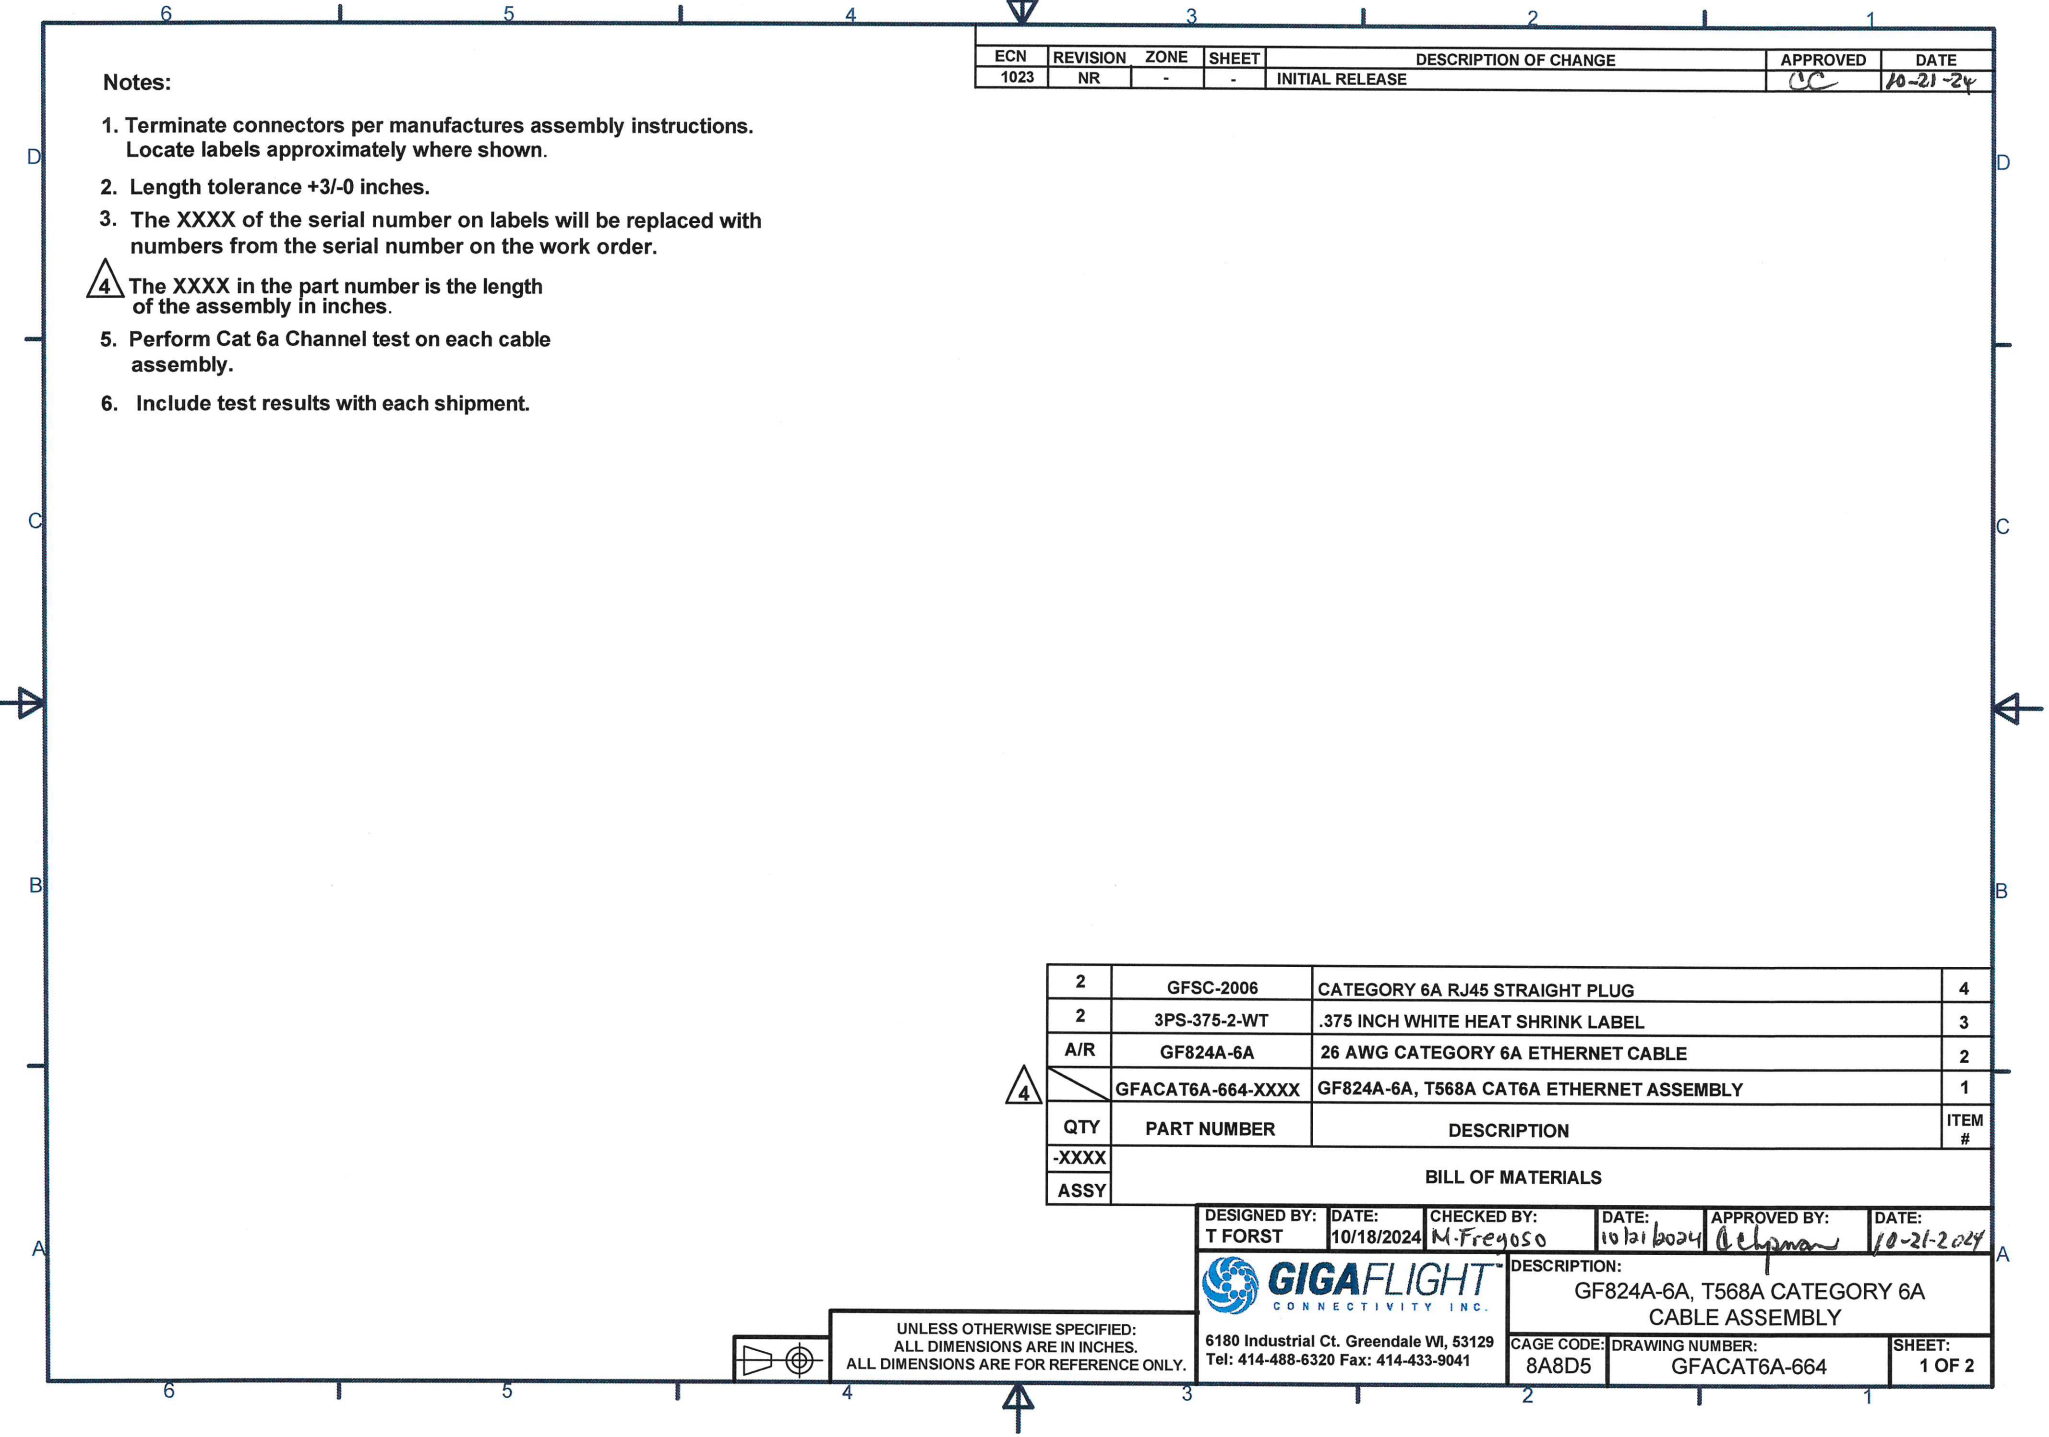 6 5 4 3 2 1
ECN REVISION ZONE SHEET DESCRIPTION OF CHANGE APPROVED DATE
1023 NR - - INITIAL RELEASE CC 10-21-24
Notes:
1. Terminate connectors per manufactures assembly instructions.
Locate labels approximately where shown.
2. Length tolerance +3/-0 inches.
3. The XXXX of the serial number on labels will be replaced with
numbers from the serial number on the work order.
4 The XXXX in the part number is the length
of the assembly in inches.
5. Perform Cat 6a Channel test on each cable
assembly.
6. Include test results with each shipment.
D D
C C
B B
2 GFSC-2006 CATEGORY 6A RJ45 STRAIGHT PLUG 4
2 3PS-375-2-WT .375 INCH WHITE HEAT SHRINK LABEL 3
A/R GF824A-6A 26 AWG CATEGORY 6A ETHERNET CABLE 2
4 GFACAT6A-664-XXXX GF824A-6A, T568A CAT6A ETHERNET ASSEMBLY 1
QTY PART NUMBER DESCRIPTION ITEM
#
-XXXX
BILL OF MATERIALS
ASSY
DESIGNED BY: DATE: CHECKED BY: DATE: APPROVED BY: DATE:
T FORST 10/18/2024 M.Fregoso 10/21/2024 10-21-2024
A A
GIGAFLIGHT™
CONNECTIVITY INC.
6180 Industrial Ct. Greendale WI, 53129
Tel: 414-488-6320 Fax: 414-433-9041
DESCRIPTION:
GF824A-6A, T568A CATEGORY 6A
CABLE ASSEMBLY
UNLESS OTHERWISE SPECIFIED:
ALL DIMENSIONS ARE IN INCHES.
ALL DIMENSIONS ARE FOR REFERENCE ONLY.
CAGE CODE: DRAWING NUMBER: SHEET:
8A8D5 GFACAT6A-664 1 OF 2
6 5 4 3 2 1